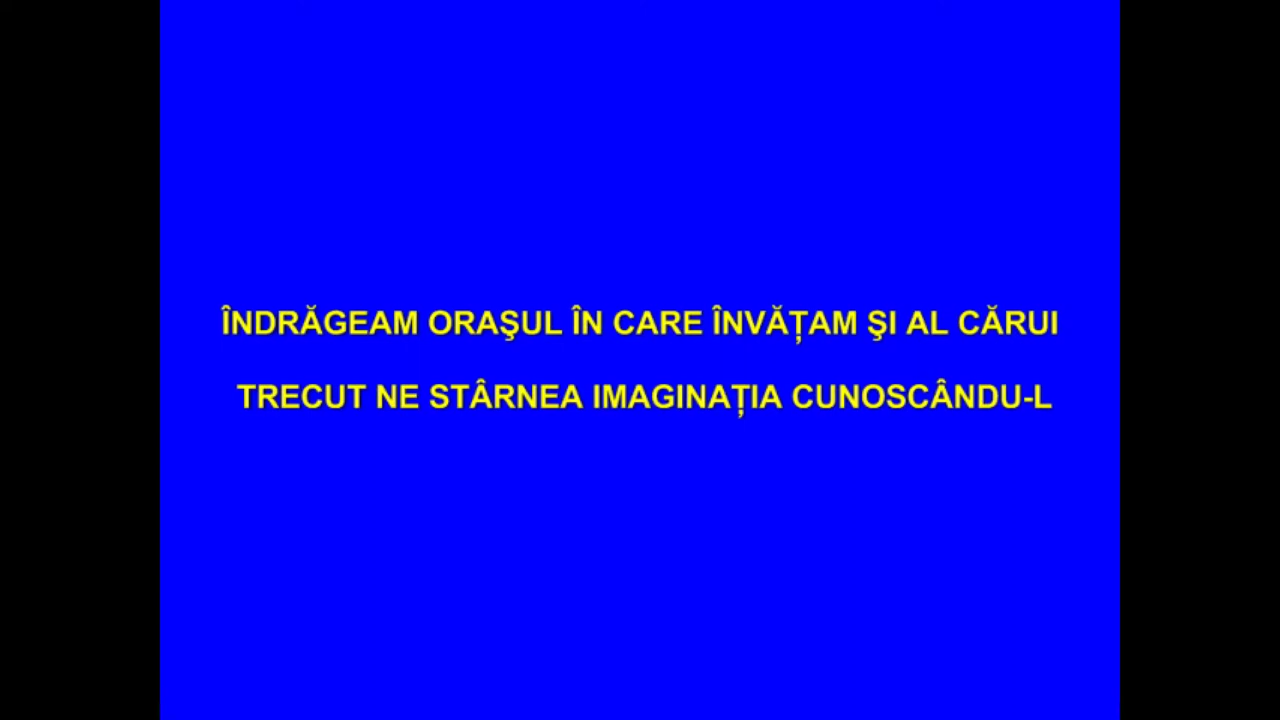 ÎNDRĂGEAM ORAŞUL ÎN CARE ÎNVĂȚAM ŞI AL CĂRUI
TRECUT NE STÂRNEA IMAGINAȚIA CUNOSCÂNDU-L